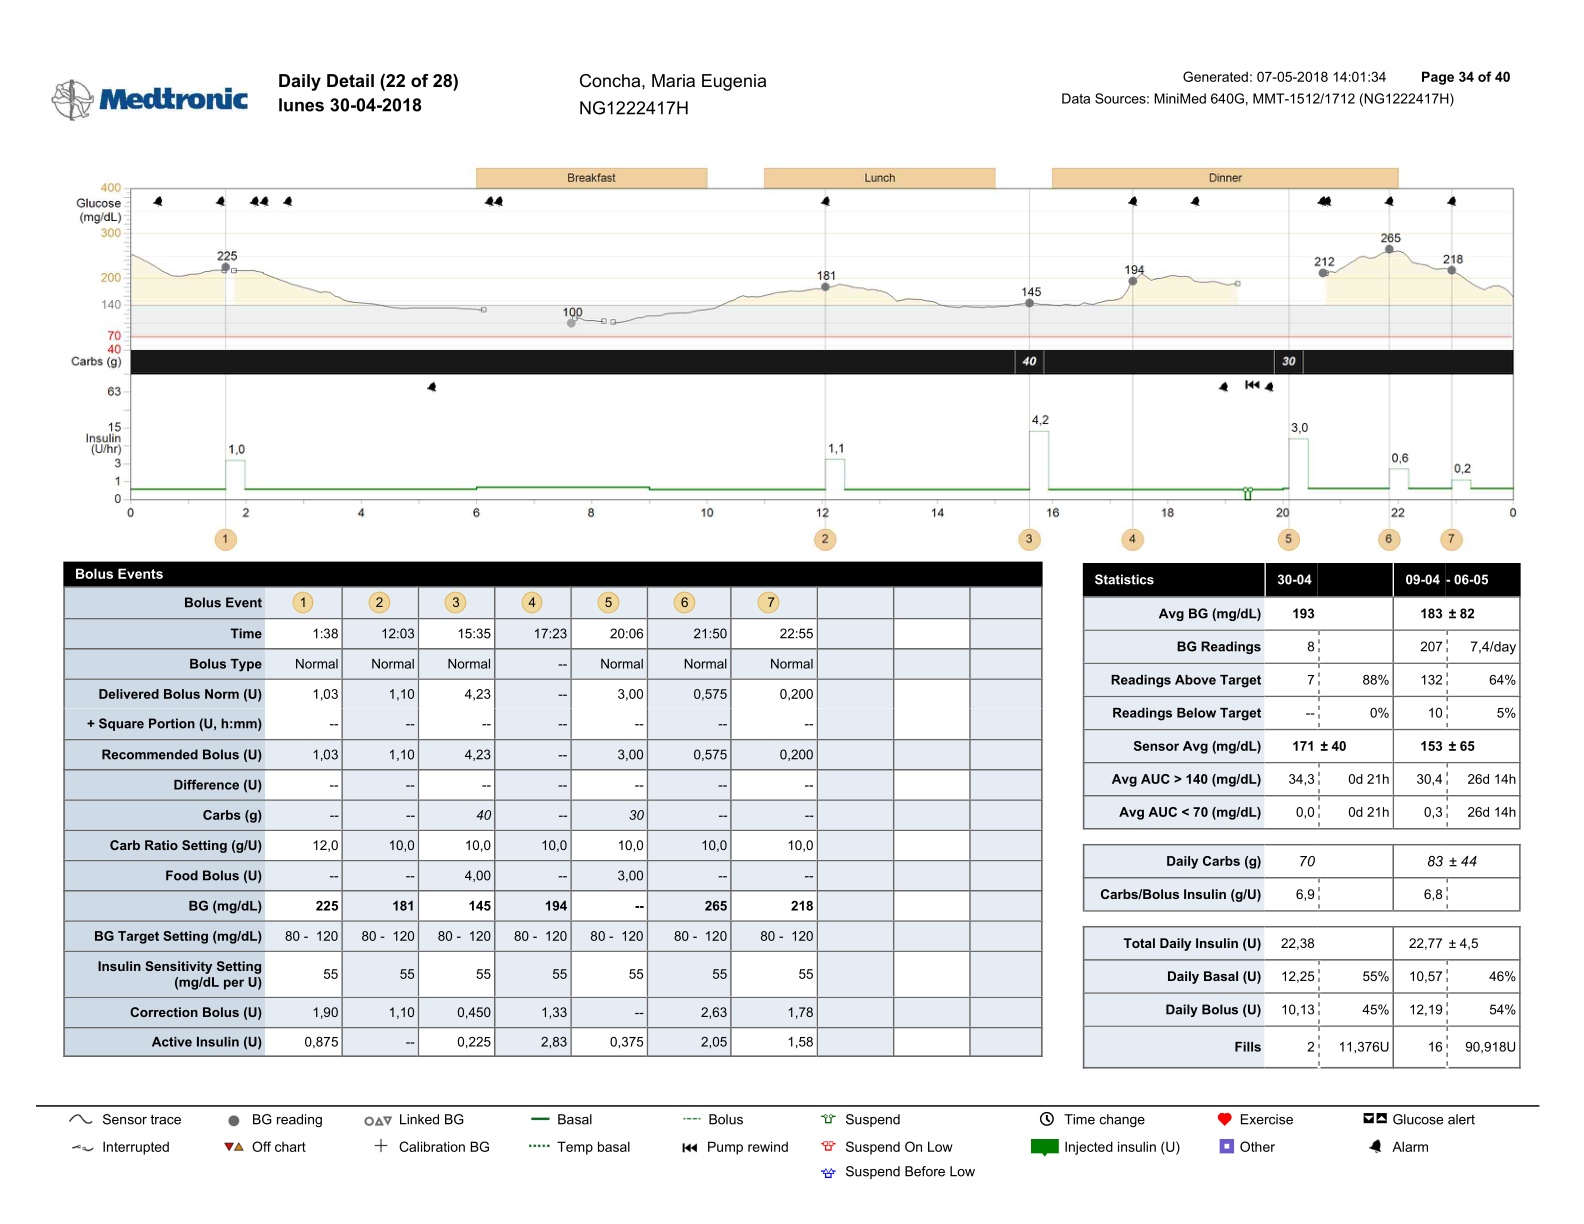 Medtronic
Daily Detail (22 of 28)
lunes 30-04-2018
Concha, Maria Eugenia
NG1222417H
Generated: 07-05-2018 14:01:34 Page 34 of 40
Data Sources: MiniMed 640G, MMT-1512/1712 (NG1222417H)
Breakfast Lunch Dinner
400
Glucose
(mg/dL)
300
200
140
70
40
225 100 181 145 194 212 265 218
Carbs (g) 40 30
63
15
Insulin
(U/hr)
3
1
0
1,0 1,1 4,2 3,0 0,6 0,2
0 2 4 6 8 10 12 14 16 18 20 22 0
1 2 3 4 5 6 7
Bolus Events
Bolus Event 1 2 3 4 5 6 7
Time 1:38 12:03 15:35 17:23 20:06 21:50 22:55
Bolus Type Normal Normal Normal -- Normal Normal Normal
Delivered Bolus Norm (U) 1,03 1,10 4,23 -- 3,00 0,575 0,200
+ Square Portion (U, h:mm) -- -- -- -- -- -- --
Recommended Bolus (U) 1,03 1,10 4,23 -- 3,00 0,575 0,200
Difference (U) -- -- -- -- -- -- --
Carbs (g) -- -- 40 -- 30 -- --
Carb Ratio Setting (g/U) 12,0 10,0 10,0 10,0 10,0 10,0 10,0
Food Bolus (U) -- -- 4,00 -- 3,00 -- --
BG (mg/dL) 225 181 145 194 -- 265 218
BG Target Setting (mg/dL) 80 - 120 80 - 120 80 - 120 80 - 120 80 - 120 80 - 120 80 - 120
Insulin Sensitivity Setting
(mg/dL per U) 55 55 55 55 55 55 55
Correction Bolus (U) 1,90 1,10 0,450 1,33 -- 2,63 1,78
Active Insulin (U) 0,875 -- 0,225 2,83 0,375 2,05 1,58
Statistics 30-04 09-04 - 06-05
Avg BG (mg/dL) 193 183 ± 82
BG Readings 8 207 7,4/day
Readings Above Target 7 88% 132 64%
Readings Below Target -- 0% 10 5%
Sensor Avg (mg/dL) 171 ± 40 153 ± 65
Avg AUC > 140 (mg/dL) 34,3 0d 21h 30,4 26d 14h
Avg AUC < 70 (mg/dL) 0,0 0d 21h 0,3 26d 14h
Daily Carbs (g) 70 83 ± 44
Carbs/Bolus Insulin (g/U) 6,9 6,8
Total Daily Insulin (U) 22,38 22,77 ± 4,5
Daily Basal (U) 12,25 55% 10,57 46%
Daily Bolus (U) 10,13 45% 12,19 54%
Fills 2 11,376U 16 90,918U
Sensor trace BG reading Linked BG Basal Bolus Suspend Time change Exercise Glucose alert
Interrupted Off chart Calibration BG Temp basal Pump rewind Suspend On Low Injected insulin (U) Other Alarm
Suspend Before Low